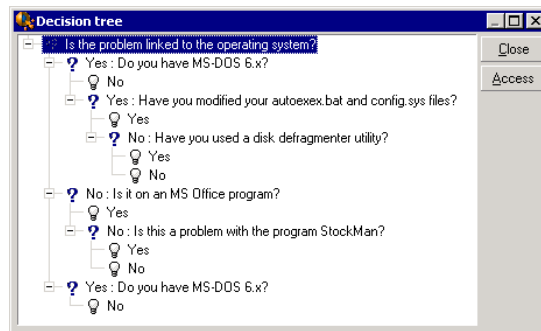 Decision tree
Is the problem linked to the operating system?
Close
Yes : Do you have MS-DOS 6.x?
No
Access
Yes : Have you modified your autoexex.bat and config.sys files?
Yes
No : Have you used a disk defragmenter utility?
Yes
No
No : Is it on an MS Office program?
Yes
No : Is this a problem with the program StockMan?
Yes
No
Yes : Do you have MS-DOS 6.x?
No